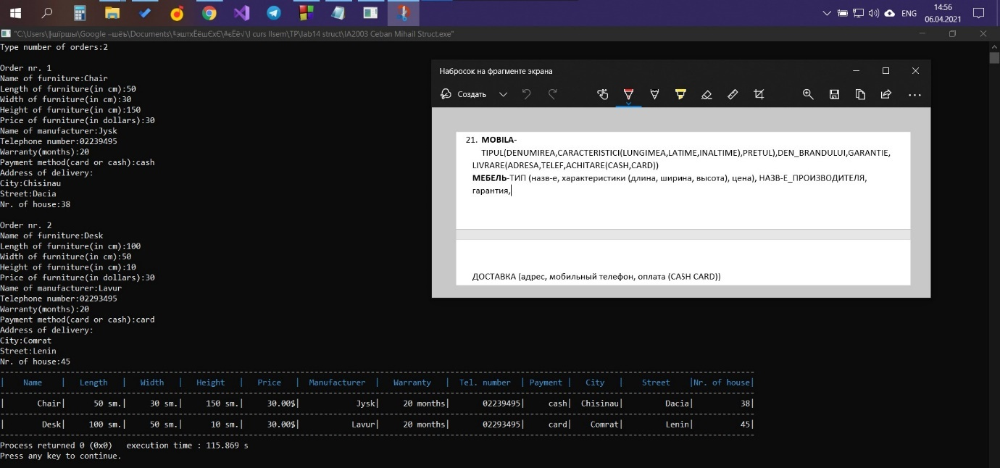 ENG
14:56
06.04.2021
"C:\Users\╟шїршы\Google –шёъ\Documents\╚эштхЁёшЄхЄ\╩єЁё√\I curs IIsem\TP\lab14 struct\IA2003 Ceban Mihail Struct.exe"
Type number of orders:2
Order nr. 1
Name of furniture:Chair
Length of furniture(in cm):50
Width of furniture(in cm):30
Height of furniture(in cm):150
Price of furniture(in dollars):30
Name of manufacturer:Jysk
Telephone number:02239495
Warranty(months):20
Payment method(card or cash):cash
Address of delivery:
City:Chisinau
Street:Dacia
Nr. of house:38
Order nr. 2
Name of furniture:Desk
Length of furniture(in cm):100
Width of furniture(in cm):50
Height of furniture(in cm):10
Price of furniture(in dollars):30
Name of manufacturer:Lavur
Telephone number:02293495
Warranty(months):20
Payment method(card or cash):card
Address of delivery:
City:Comrat
Street:Lenin
Nr. of house:45
| Name | Length | Width | Height | Price | Manufacturer | Warranty | Tel. number | Payment | City | Street |Nr. of house|
| Chair| 50 sm.| 30 sm.| 150 sm.| 30.00$| Jysk| 20 months| 02239495| cash| Chisinau| Dacia| 38|
| Desk| 100 sm.| 50 sm.| 10 sm.| 30.00$| Lavur| 20 months| 02293495| card| Comrat| Lenin| 45|
Process returned 0 (0x0) execution time : 115.869 s
Press any key to continue.
Набросок на фрагменте экрана
Создать
21. MOBILA-
TIPUL(DENUMIREA,CARACTERISTICI(LUNGIMEA,LATIME,INALTIME),PRETUL),DEN_BRANDULUI,GARANTIE,
LIVRARE(ADRESA,TELEF,ACHITARE(CASH,CARD))
МЕБЕЛЬ-ТИП (назв-е, характеристики (длина, ширина, высота), цена), НАЗВ-Е_ПРОИЗВОДИТЕЛЯ,
гарантия,
ДОСТАВКА (адрес, мобильный телефон, оплата (CASH CARD))